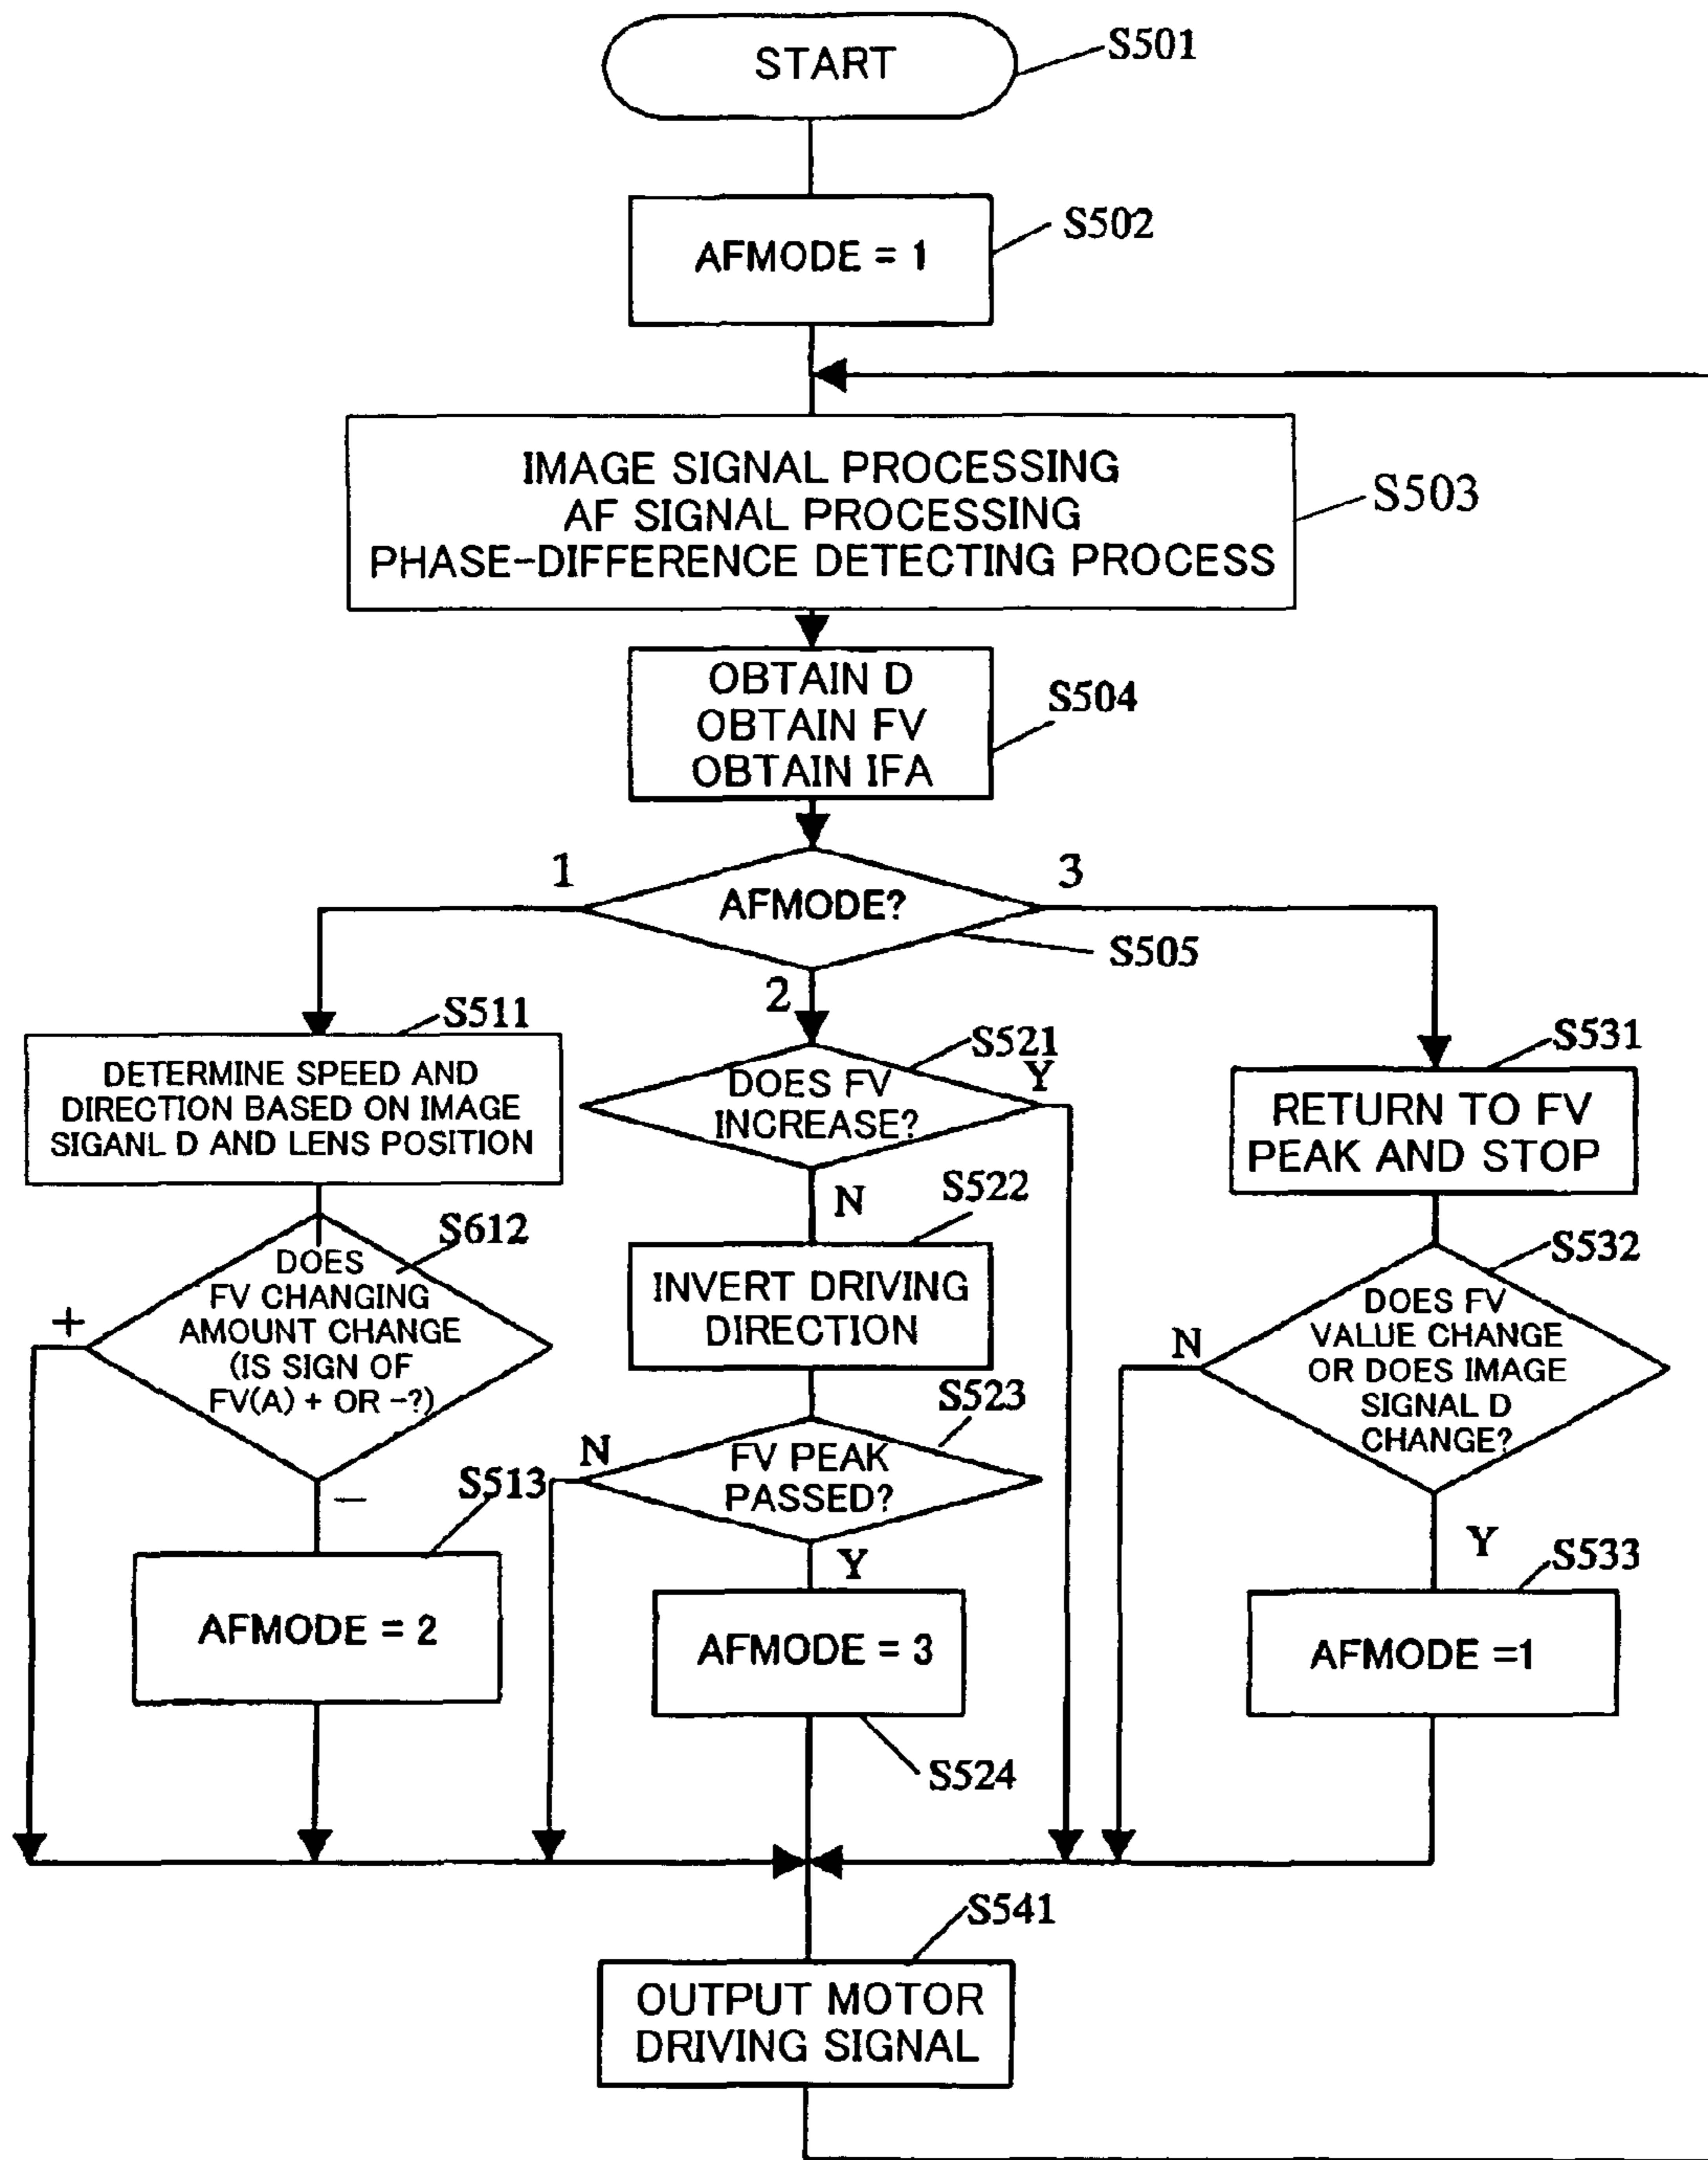 START
S501
AFMODE = 1
S502
IMAGE SIGNAL PROCESSING
AF SIGNAL PROCESSING
PHASE-DIFFERENCE DETECTING PROCESS
S503
OBTAIN D
OBTAIN FV
OBTAIN IFA
S504
1
AFMODE?
3
S505
2
S511
DETERMINE SPEED AND
DIRECTION BASED ON IMAGE
SIGANL D AND LENS POSITION
S612
DOES
FV CHANGING
AMOUNT CHANGE
(IS SIGN OF
FV(A) + OR -?)
+
−
S513
AFMODE = 2
S521
DOES FV
INCREASE?
Y
N
S522
INVERT DRIVING
DIRECTION
S523
FV PEAK
PASSED?
N
Y
AFMODE = 3
S524
S531
RETURN TO FV
PEAK AND STOP
S532
DOES FV
VALUE CHANGE
OR DOES IMAGE
SIGNAL D
CHANGE?
N
Y
S533
AFMODE =1
S541
OUTPUT MOTOR
DRIVING SIGNAL